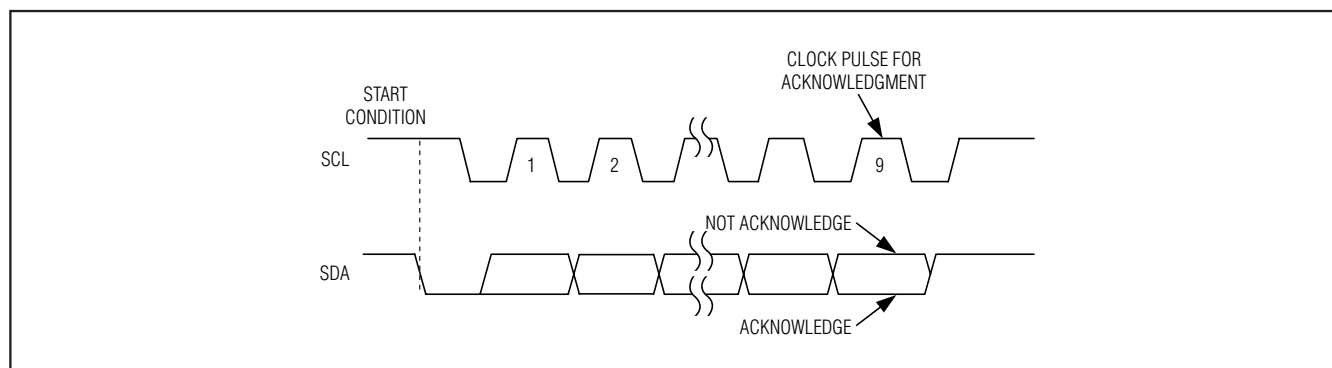 CLOCK PULSE FOR
ACKNOWLEDGMENT
START
CONDITION
SCL
1
2
9
NOT ACKNOWLEDGE
SDA
ACKNOWLEDGE